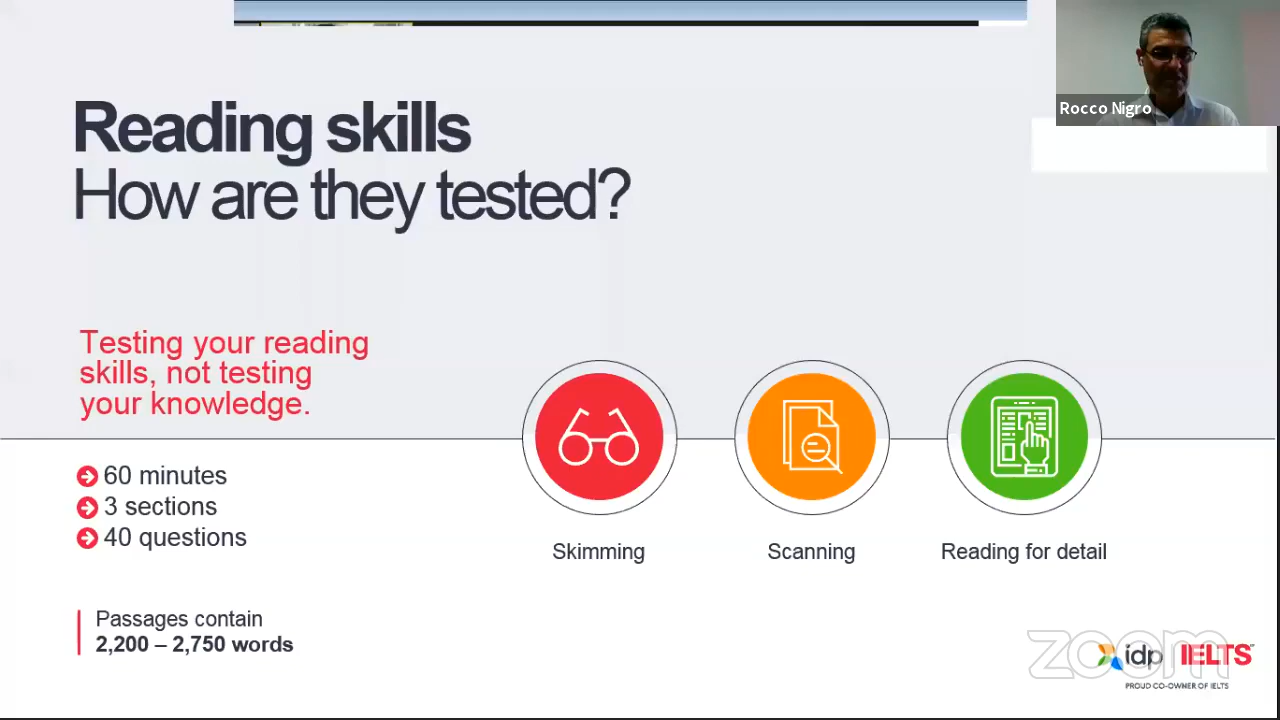 Rocco Nigro
Reading skills
How are they tested?
Testing your reading
skills, not testing
your knowledge.
60 minutes
3 sections
40 questions
Skimming
Scanning
Reading for detail
Passages contain
2,200 – 2,750 words
zoom
idp IELTS
PROUD CO-OWNER OF IELTS